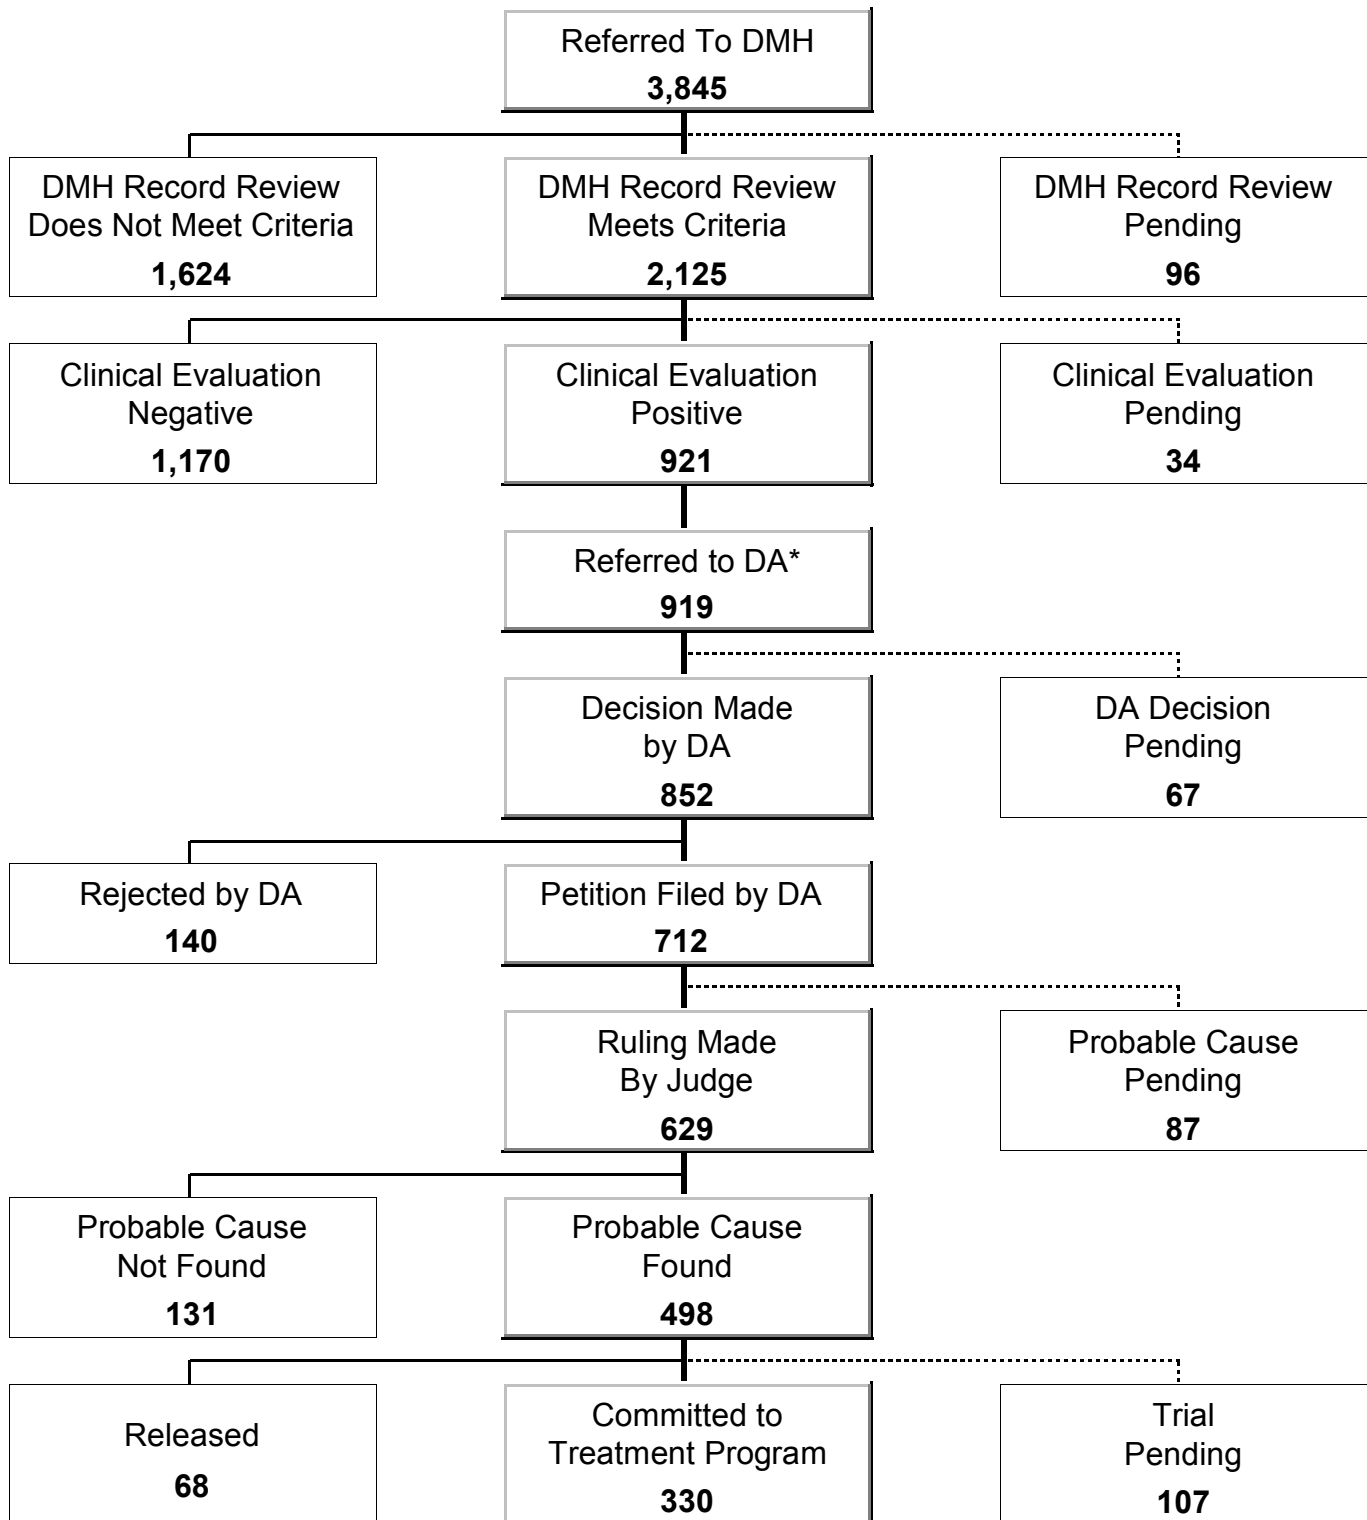 Referred To DMH
3,845
DMH Record Review
Does Not Meet Criteria
1,624
DMH Record Review
Meets Criteria
2,125
DMH Record Review
Pending
96
Clinical Evaluation
Negative
1,170
Clinical Evaluation
Positive
921
Clinical Evaluation
Pending
34
Referred to DA*
919
Decision Made
by DA
852
DA Decision
Pending
67
Rejected by DA
140
Petition Filed by DA
712
Ruling Made
By Judge
629
Probable Cause
Pending
87
Probable Cause
Not Found
131
Probable Cause
Found
498
Released
68
Committed to
Treatment Program
330
Trial
Pending
107